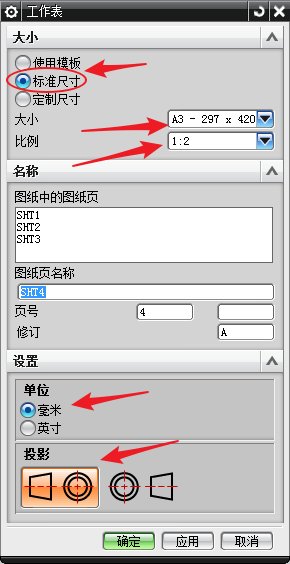 工作表
大小
使用模板
标准尺寸
定制尺寸
大小 A3 - 297 x 420
比例 1:2
名称
图纸中的图纸页
SHT1
SHT2
SHT3
图纸页名称
SHT4
页号 4
修订 A
设置
单位
毫米
英寸
投影
确定 应用 取消